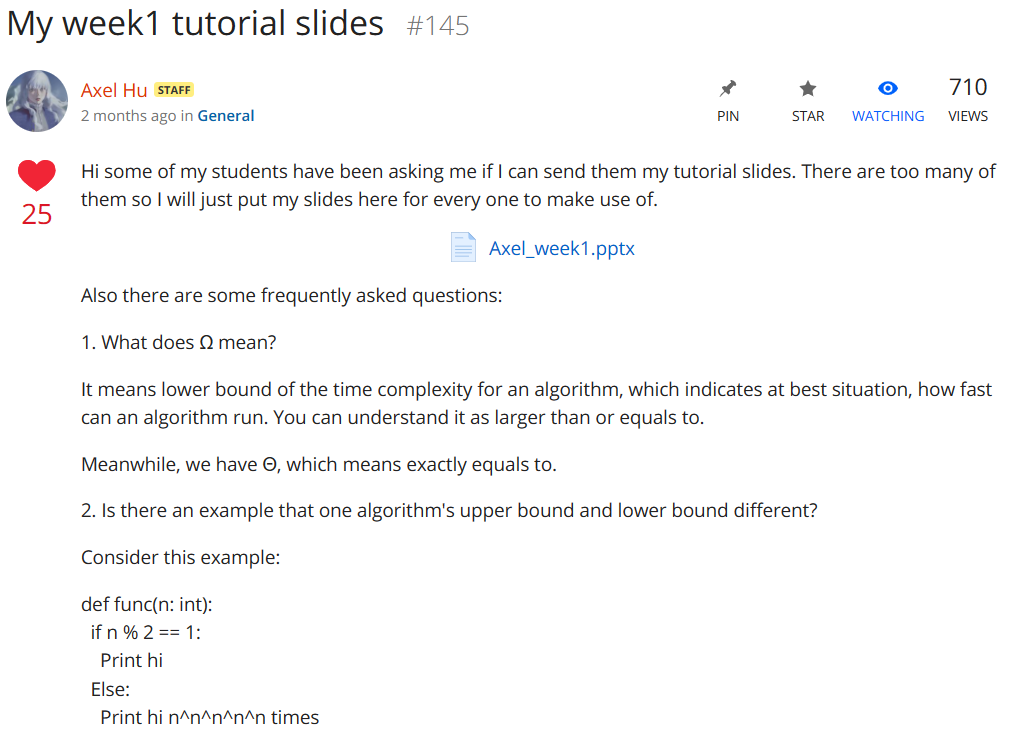 My week1 tutorial slides #145
Axel Hu STAFF
2 months ago in General
PIN
STAR
WATCHING
710
VIEWS
25
Hi some of my students have been asking me if I can send them my tutorial slides. There are too many of
them so I will just put my slides here for every one to make use of.
Axel_week1.pptx
Also there are some frequently asked questions:
1. What does Ω mean?
It means lower bound of the time complexity for an algorithm, which indicates at best situation, how fast
can an algorithm run. You can understand it as larger than or equals to.
Meanwhile, we have Θ, which means exactly equals to.
2. Is there an example that one algorithm's upper bound and lower bound different?
Consider this example:
def func(n: int):
if n % 2 == 1:
Print hi
Else:
Print hi n^n^n^n^n times